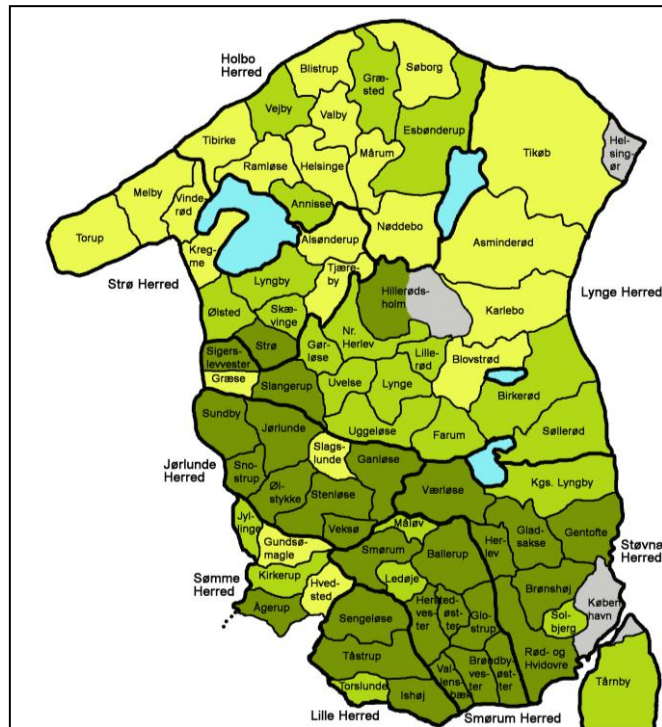 Holbo
Herred
Blistrup
Søborg
Græ-
sted
Vejby
Valby
Esbønderup
Hel-
sing-
ør
Tibirke
Mårum
Tikøb
Ramløse
Helsinge
Melby
Vinde-
rød
Annisse
Torup
Nøddebo
Alsønderup
Asminderød
Kreg-
me
Strø Herred
Tjære-
by
Lyngby
Hillerøds-
holm
Lynge Herred
Ølsted
Skæ-
vinge
Karlebo
Nr.
Herlev
Strø
Gør-
løse
Lille-
rød
Blovstrød
Sigers-
levvester
Græse
Slangerup
Uvelse
Lynge
Birkerød
Sundby
Jørlunde
Uggeløse
Farum
Søllerød
Slags-
lunde
Ganløse
Jørlunde
Herred
Sno-
strup
Øl-
stykke
Stenløse
Værløse
Kgs. Lyngby
Jyl-
linge
Veksø
Måløv
Gundsø-
magle
Smørum
Ballerup
Her-
lev
Glad-
sakse
Gentofte
Støvnæ
Herred
Sømme
Herred
Kirkerup
Hved-
sted
Ledøje
Brønshøj
Køben
havn
Ågerup
Herst
ves-
ter
edøst-
ter
Glo-
strup
Sol-
bjerg
Sengeløse
Tåstrup
Val-
lens-
bæk
Brøndby-
ves-
ter
øst-
ter
Rød- og
Hvidovre
Tårnby
Torslunde
Ishøj
Lille Herred
Smørum Herred